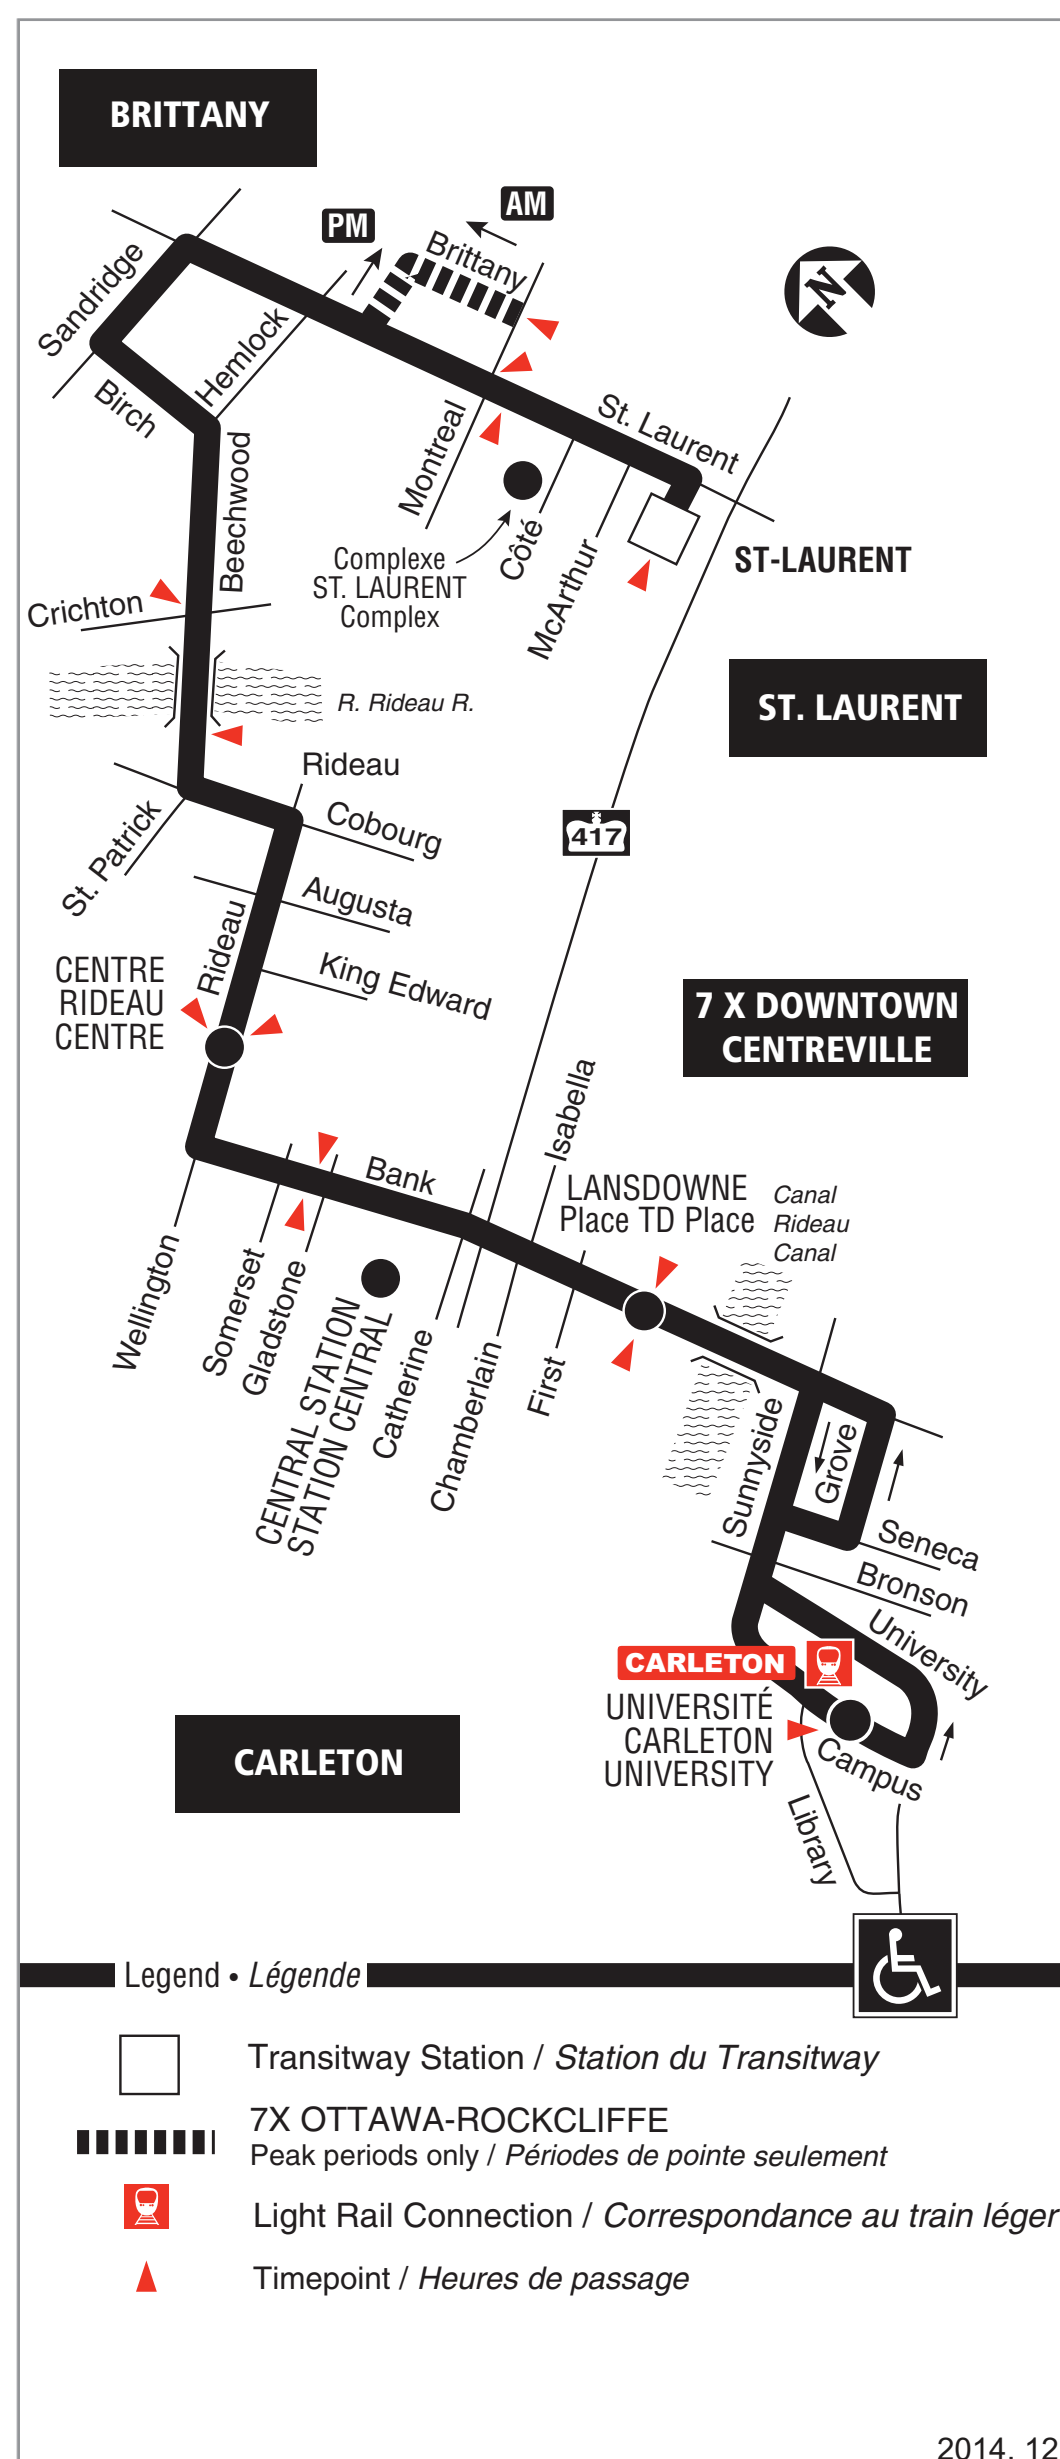 BRITTANY
AM
PM
Brittany
N
Sandridge
Hemlock
Birch
St. Laurent
Montreal
Beechwood
Côté
McArthur
Complexe
ST. LAURENT
Complex
ST-LAURENT
Crichton
R. Rideau R.
ST. LAURENT
Rideau
Cobourg
St. Patrick
417
Augusta
Rideau
King Edward
CENTRE
RIDEAU
CENTRE
7 X DOWNTOWN
CENTREVILLE
Isabella
Bank
LANSDOWNE
Place TD Place
Canal
Rideau
Canal
Wellington
Somerset
Gladstone
CENTRAL STATION
STATION CENTRAL
Catherine
Chamberlain
First
Sunnyside
Grove
Seneca
Bronson
University
CARLETON
UNIVERSITÉ
CARLETON
UNIVERSITY
Campus
Library
CARLETON
Legend • Légende
Transitway Station / Station du Transitway
7X OTTAWA-ROCKCLIFFE
Peak periods only / Périodes de pointe seulement
Light Rail Connection / Correspondance au train léger
Timepoint / Heures de passage
2014. 12